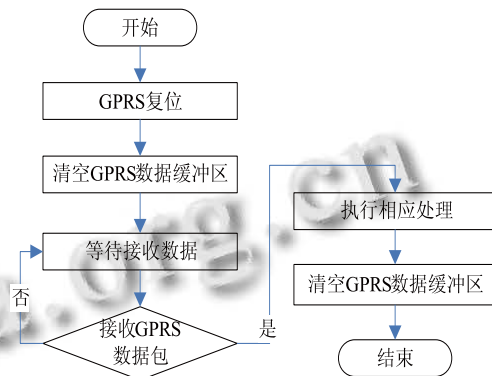 开始
GPRS复位
清空GPRS数据缓冲区
等待接收数据
接收GPRS
数据包
否
是
执行相应处理
清空GPRS数据缓冲区
结束
.org.cn